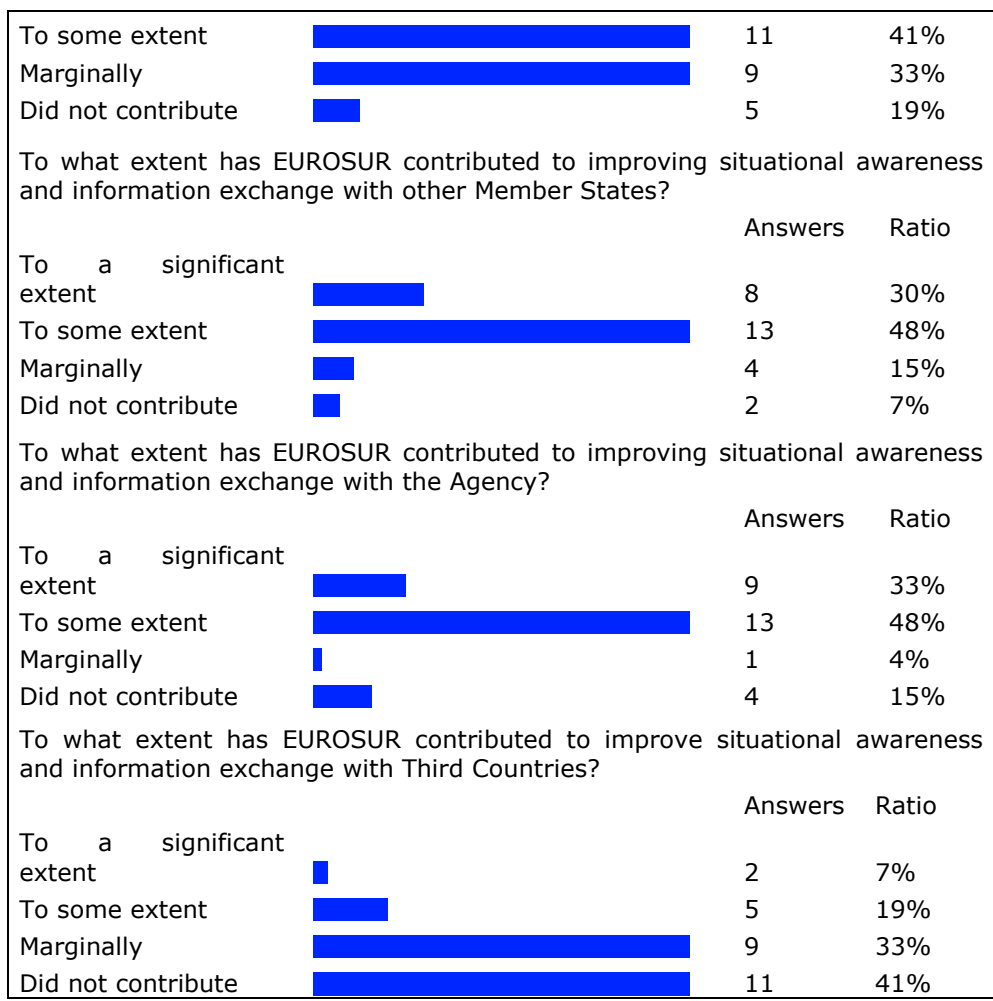 To some extent 11 41%
Marginally 9 33%
Did not contribute 5 19%
To what extent has EUROSUR contributed to improving situational awareness
and information exchange with other Member States?
Answers Ratio
To a significant
extent 8 30%
To some extent 13 48%
Marginally 4 15%
Did not contribute 2 7%
To what extent has EUROSUR contributed to improving situational awareness
and information exchange with the Agency?
Answers Ratio
To a significant
extent 9 33%
To some extent 13 48%
Marginally 1 4%
Did not contribute 4 15%
To what extent has EUROSUR contributed to improve situational awareness
and information exchange with Third Countries?
Answers Ratio
To a significant
extent 2 7%
To some extent 5 19%
Marginally 9 33%
Did not contribute 11 41%